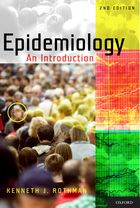 2ND EDITION
Epidemiology
An Introduction
KENNETH J. ROTHMAN
OXFORD